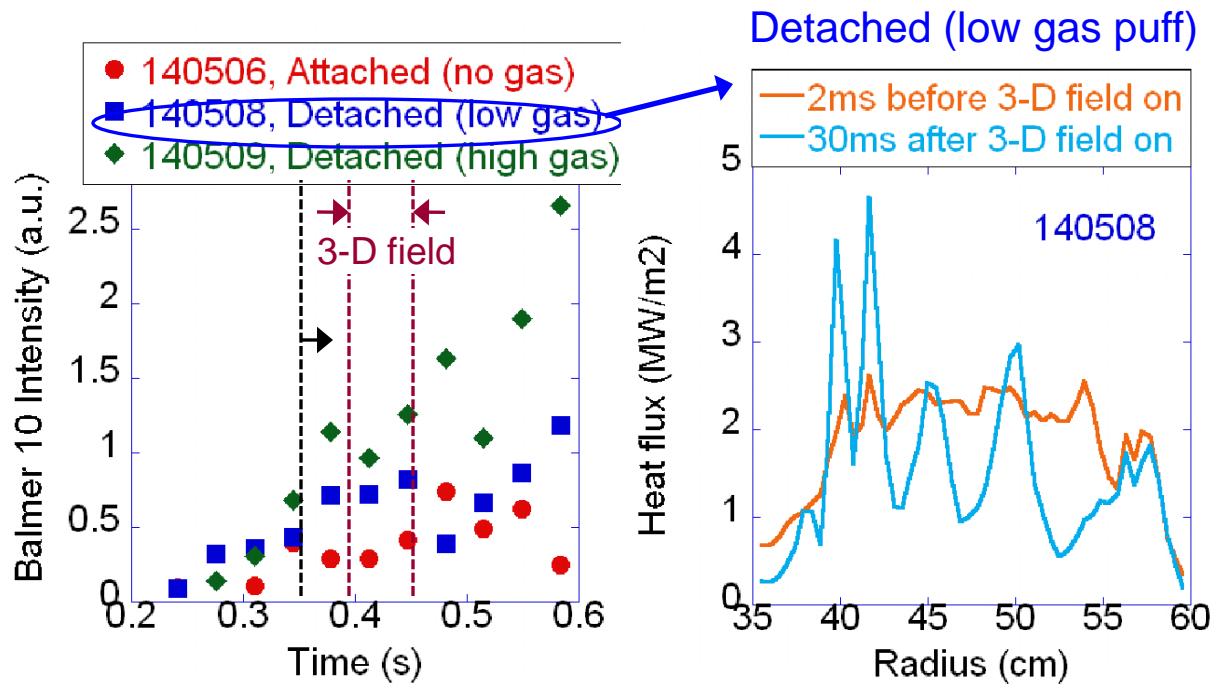 140506, Attached (no gas)
140508, Detached (low gas)
140509, Detached (high gas)
Balmer 10 Intensity (a.u.)
2.5
2
1.5
1
0.5
0
3-D field
0.2
0.3
0.4
0.5
0.6
Time (s)
Detached (low gas puff)
2ms before 3-D field on
30ms after 3-D field on
Heat flux (MW/m2)
5
4
3
2
1
0
140508
35
40
45
50
55
60
Radius (cm)